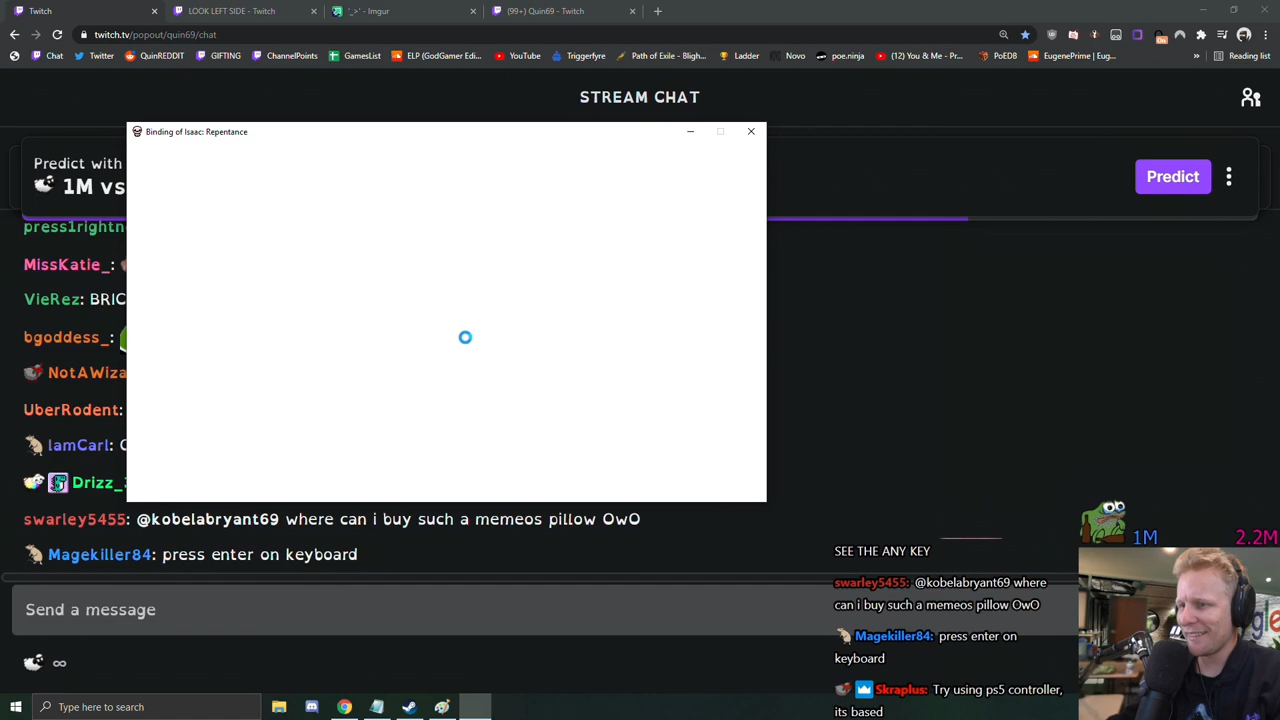 Twitch
LOOK LEFT SIDE - Twitch
'_>' - Imgur
(99+) Quin69 - Twitch
twitch.tv/popout/quin69/chat
Chat
Twitter
QuinREDDIT
GIFTING
ChannelPoints
GamesList
ELP (GodGamer Edi...
YouTube
Triggerfyre
Path of Exile - Bligh...
Ladder
Novo
poe.ninja
(12) You & Me - Pr...
PoEDB
EugenePrime | Eug...
»
Reading list
On
STREAM CHAT
Binding of Isaac: Repentance
Predict with
1M vs
Predict
press1rightn
MissKatie_:
VieRez: BRIC
bgoddess_:
NotAWiza
UberRodent:
IamCarl: C
Drizz_
swarley5455: @kobelabryant69 where can i buy such a memeos pillow OwO
Magekiller84: press enter on keyboard
Send a message
∞
1M
2.2M
SEE THE ANY KEY
swarley5455: @kobelabryant69 where
can i buy such a memeos pillow OwO
Magekiller84: press enter on
keyboard
Skraplus: Try using ps5 controller,
its based
Type here to search